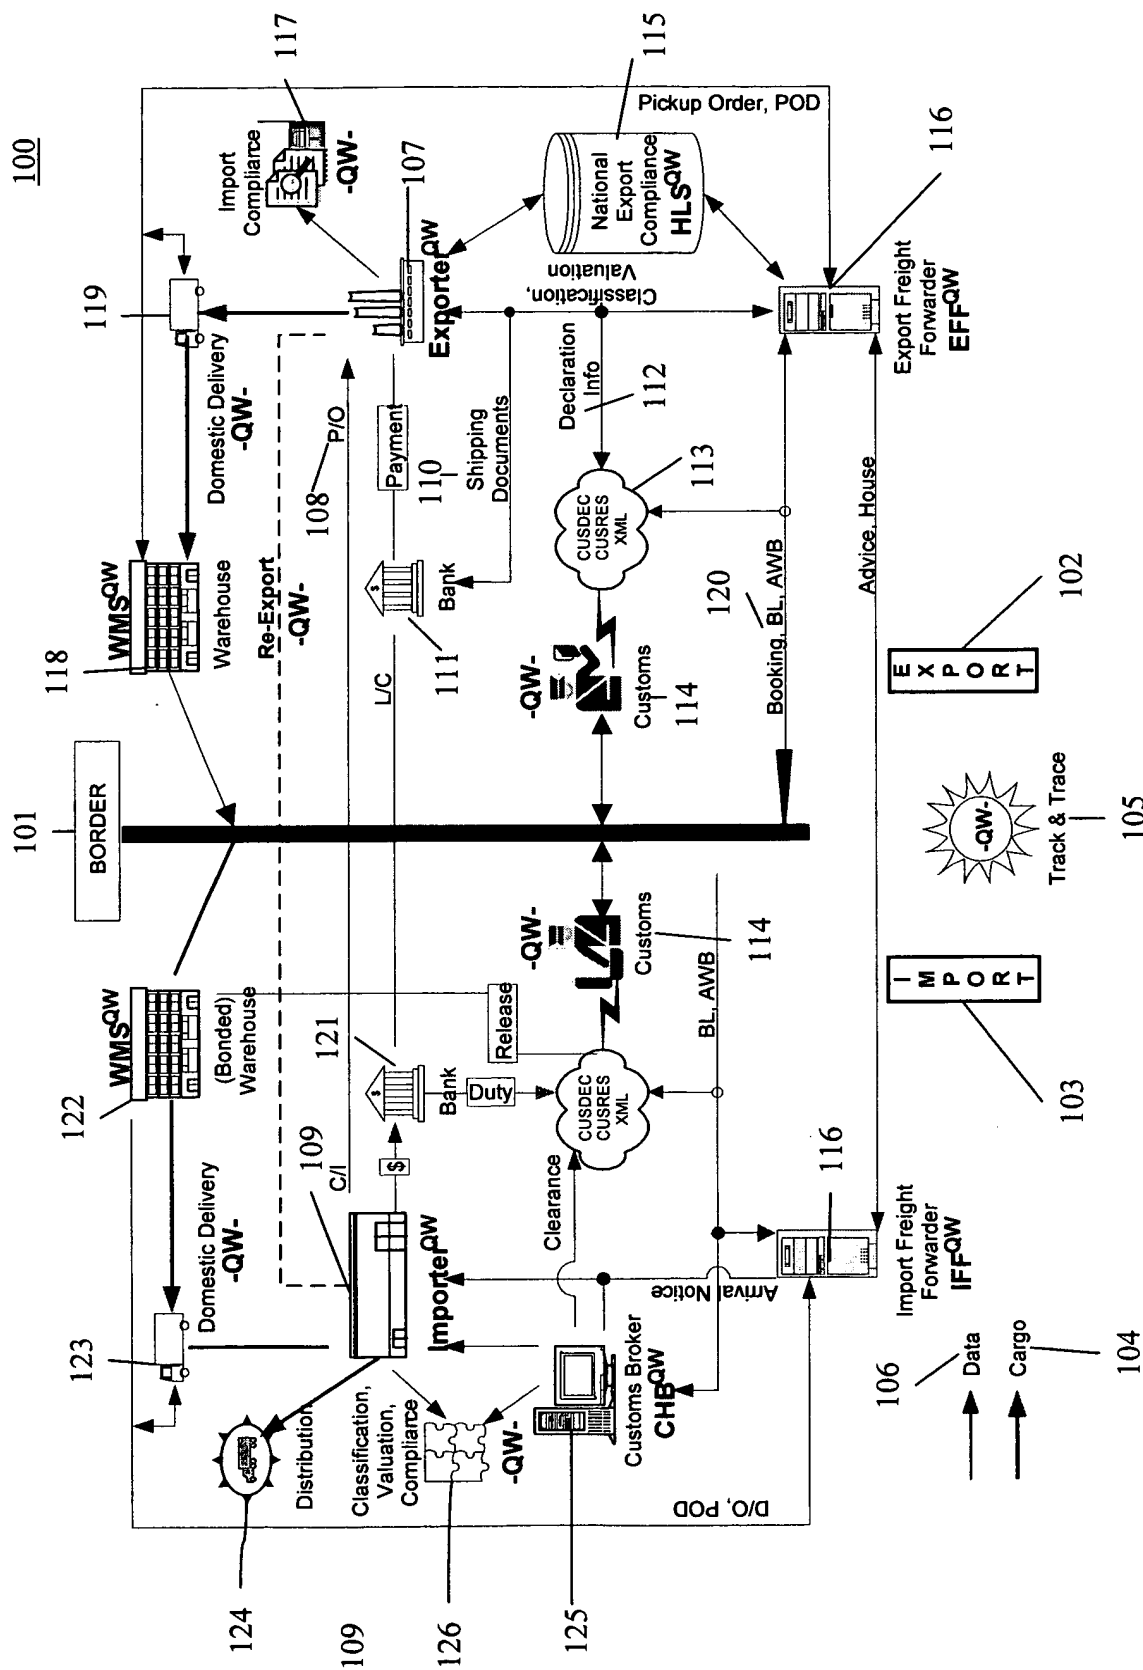 100
101
BORDER
117
Import
Compliance
-QW-
118
WMS^QW
Warehouse
119
Domestic Delivery
-QW-
122
WMS^QW
(Bonded)
Warehouse
123
Domestic Delivery
-QW-
124
Distribution
Re-Export
-QW-
108
P/O
109
C/I
107
Exporter^QW
Payment
110
Shipping
Documents
Bank
111
L/C
121
Bank
$
Duty
Release
Importer^QW
109
Classification,
Valuation,
Compliance
126
-QW-
115
National
Export
Compliance
HLS^QW
Pickup Order, POD
Classification,
Valuation
Declaration
Info
112
113
CUSDEC
CUSRES
XML
-QW-
Customs
114
-QW-
Customs
114
CUSDEC
CUSRES
XML
Clearance
125
Customs Broker
CHB^QW
116
Export Freight
Forwarder
EFF^QW
120
Booking, BL, AWB
BL, AWB
Advice, House
Arrival Notice
116
Import Freight
Forwarder
IFF^QW
D/O, POD
102
EXPORT
103
IMPORT
-QW-
Track & Trace
105
106
Data
Cargo
104